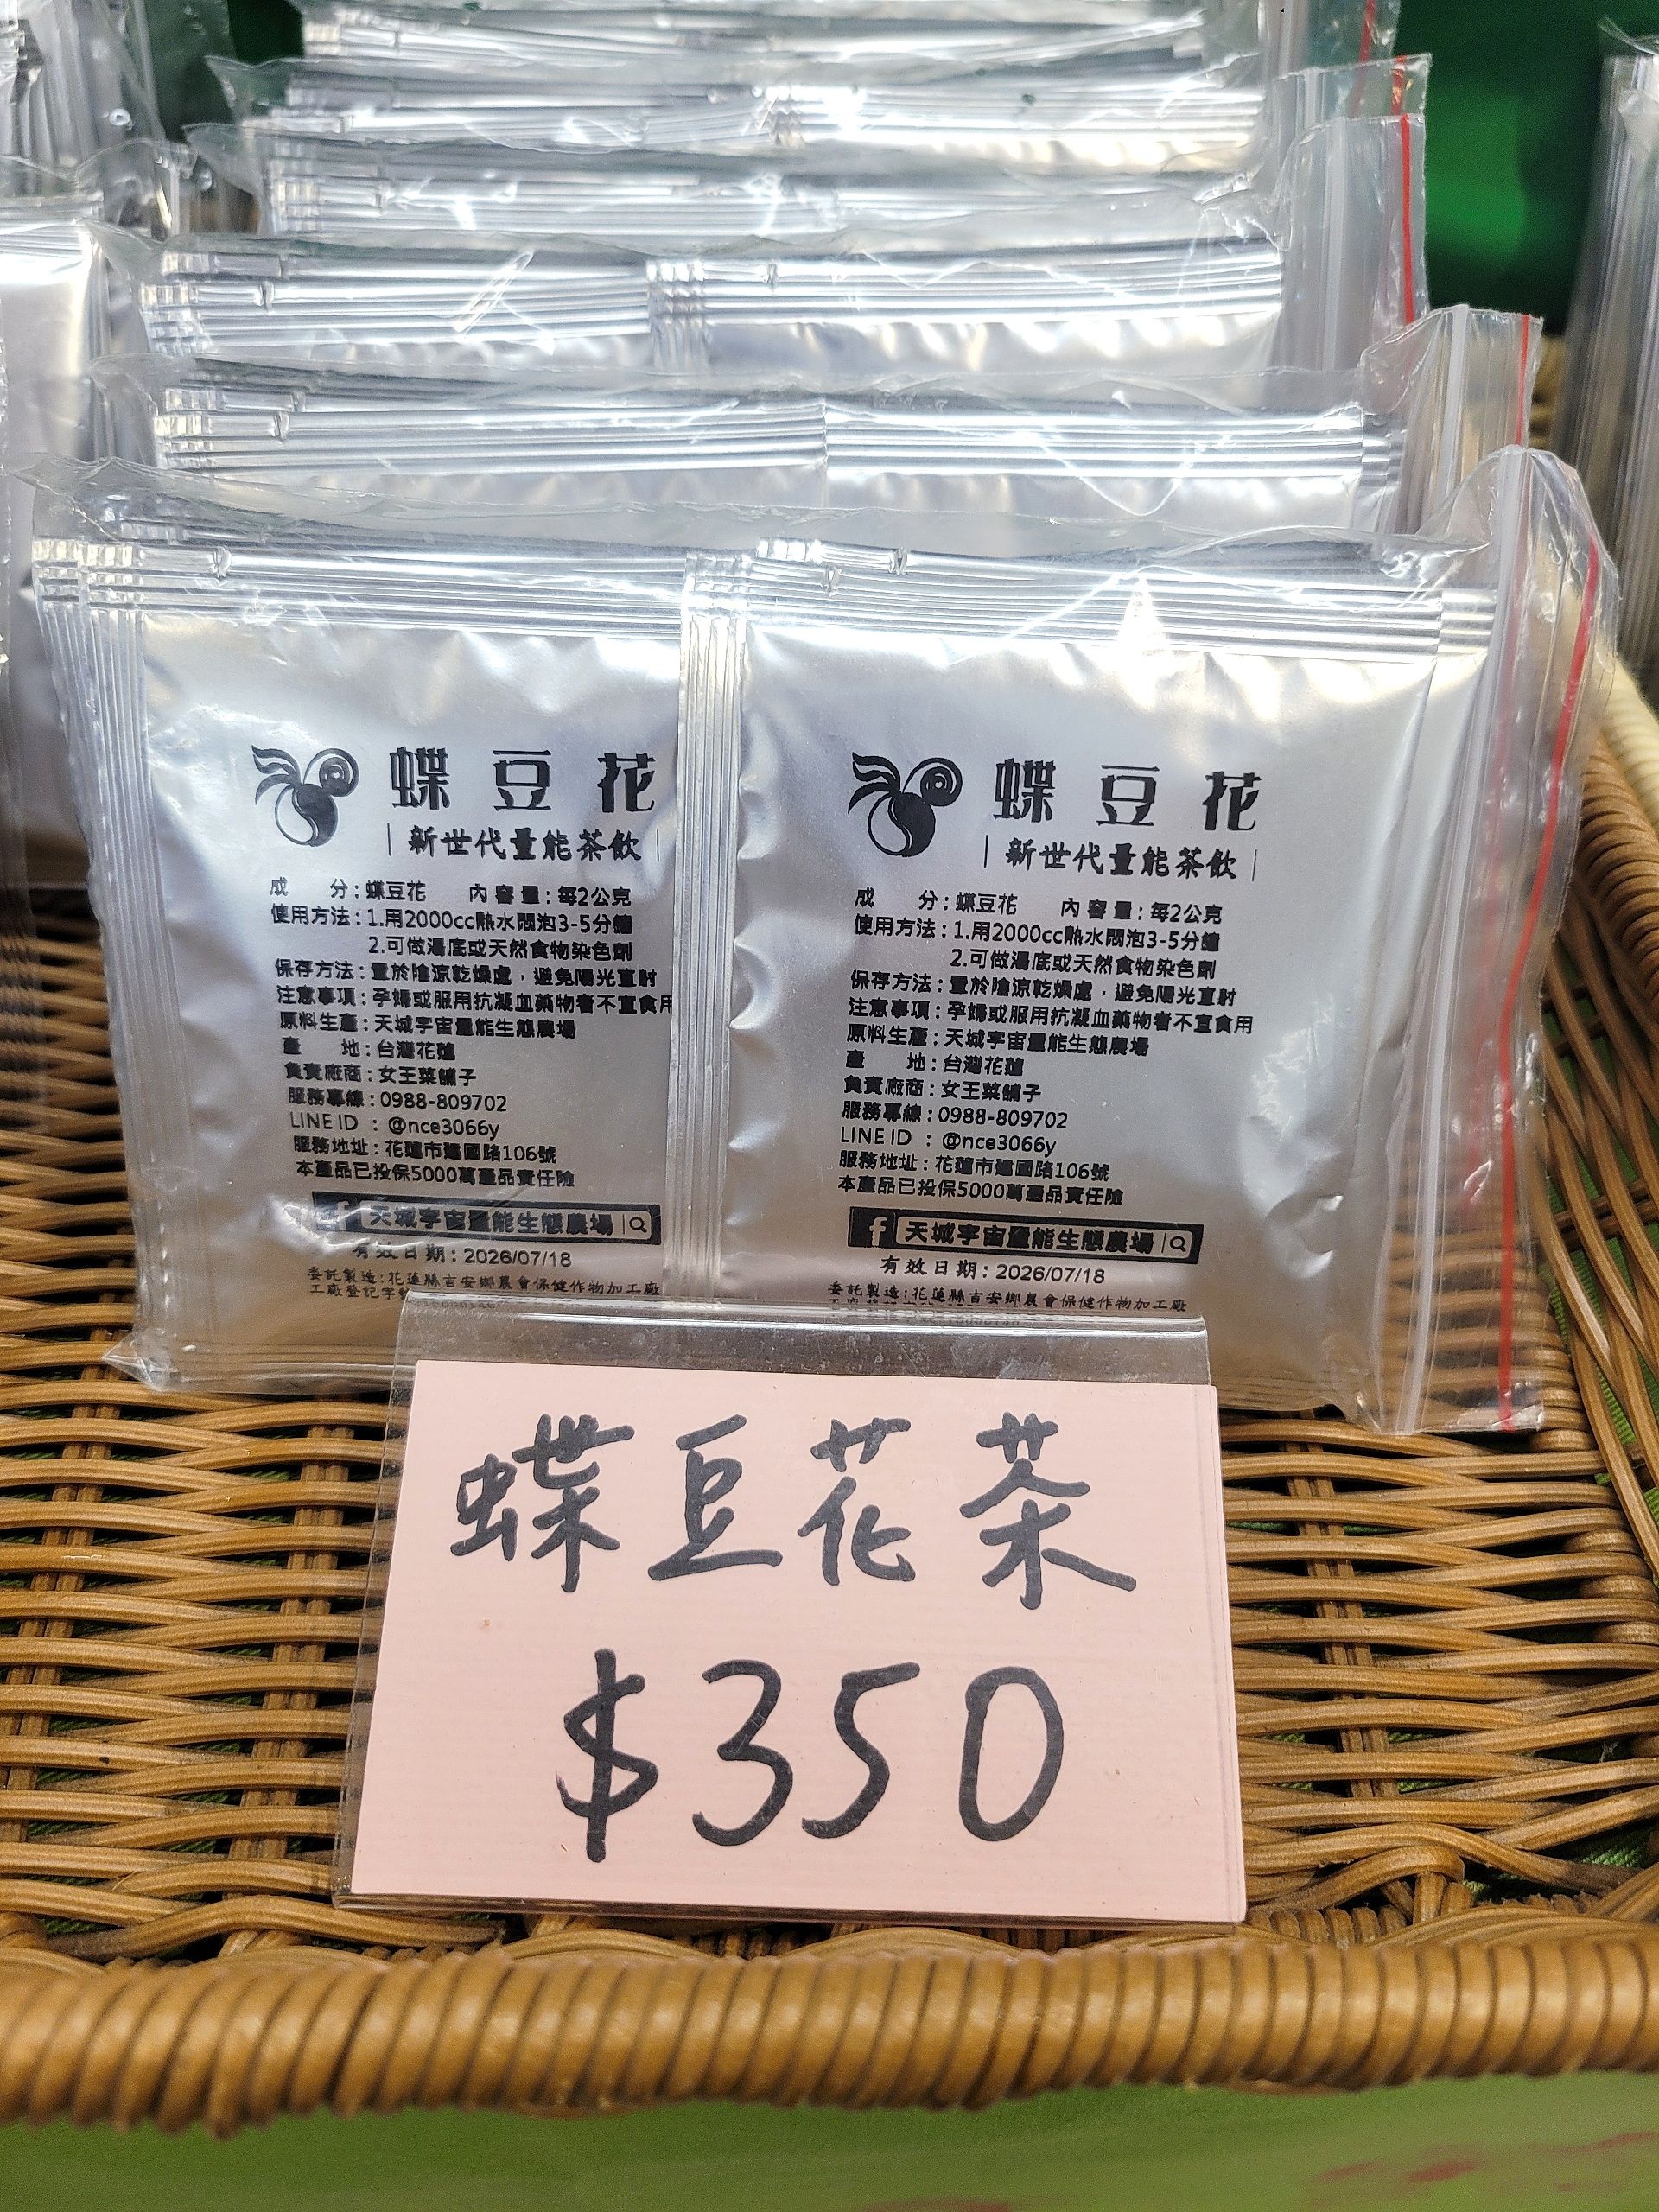 蝶豆花
新世代量能茶飲
成　分：蝶豆花　內容量：每2公克
使用方法：1.用2000cc熱水悶泡3-5分鐘
2.可做湯底或天然食物染色劑
保存方法：置於陰涼乾燥處，避免陽光直射
注意事項：孕婦或服用抗凝血藥物者不宜食用
原料生產：天城宇宙量能生態農場
產　地：台灣花蓮
負責廠商：女王菜舖子
服務專線：0988-809702
LINE ID ：@nce3066y
服務地址：花蓮市建國路106號
本產品已投保5000萬產品責任險
f 天城宇宙量能生態農場
有效日期：2026/07/18
委託製造：花蓮縣吉安鄉農會保健作物加工廠
工廠登記字號
蝶豆花
新世代量能茶飲
成　分：蝶豆花　內容量：每2公克
使用方法：1.用2000cc熱水悶泡3-5分鐘
2.可做湯底或天然食物染色劑
保存方法：置於陰涼乾燥處，避免陽光直射
注意事項：孕婦或服用抗凝血藥物者不宜食用
原料生產：天城宇宙量能生態農場
產　地：台灣花蓮
負責廠商：女王菜舖子
服務專線：0988-809702
LINE ID ：@nce3066y
服務地址：花蓮市建國路106號
本產品已投保5000萬產品責任險
f 天城宇宙量能生態農場
有效日期：2026/07/18
委託製造：花蓮縣吉安鄉農會保健作物加工廠
蝶豆花茶
$350